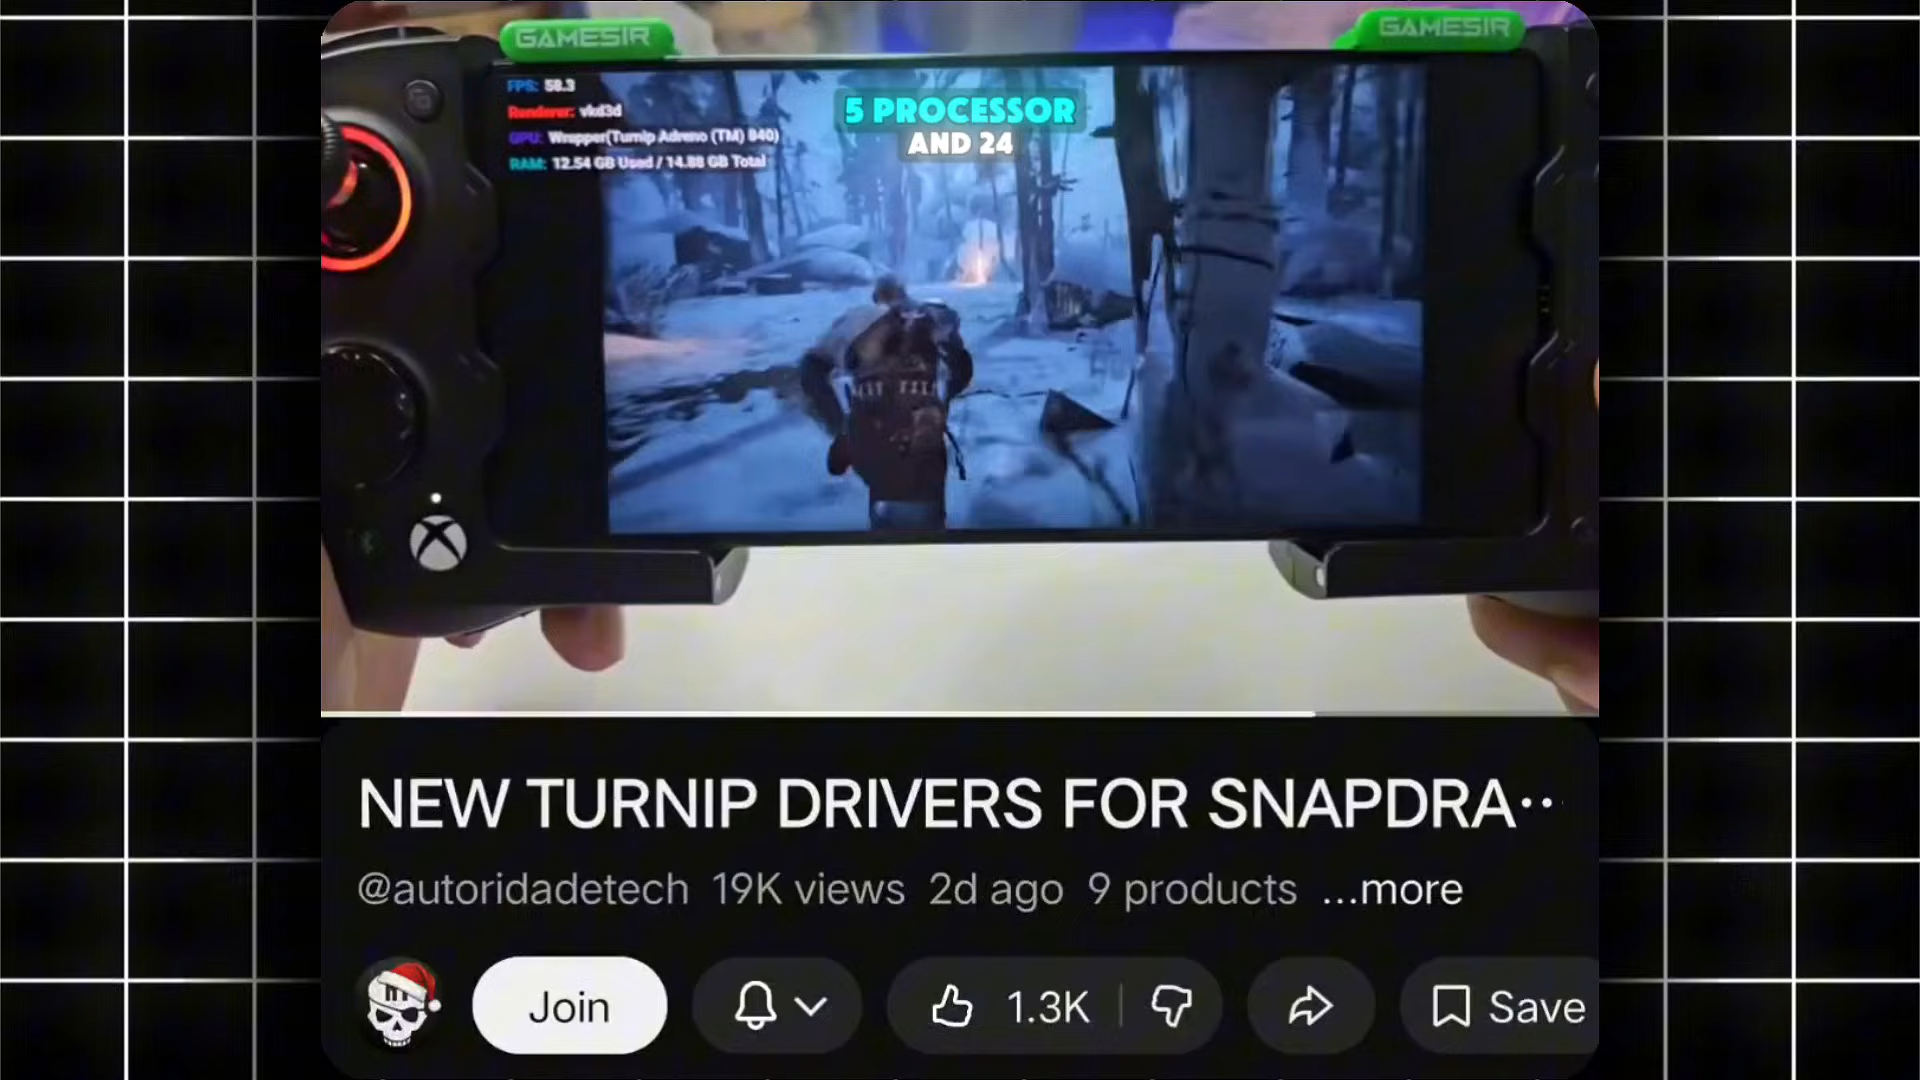 GAMESIR
GAMESIR
FPS: 58.3
Renderer: vkd3d
GPU: Wrapper(Turnip Adreno (TM) 840)
RAM: 12.54 GB Used / 14.88 GB Total
5 PROCESSOR
AND 24
NEW TURNIP DRIVERS FOR SNAPDRA...
@autoridadetech 19K views 2d ago 9 products ...more
Join
1.3K
Save